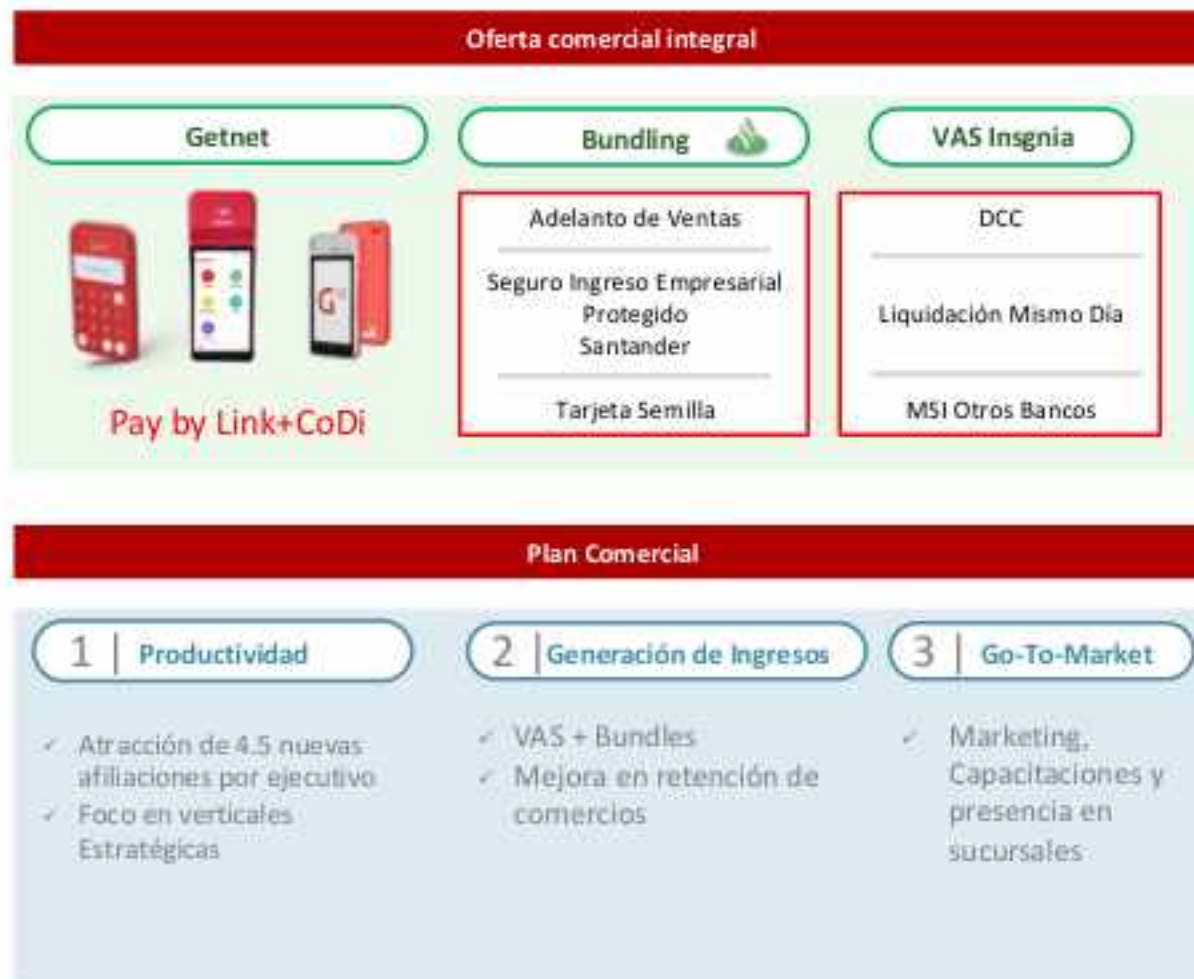 Oferta comercial integral
Getnet
Bundling
VAS Insgnia
Adelanto de Ventas
Seguro Ingreso Empresarial
Protegido
Santander
Tarjeta Semilla
DCC
Liquidación Mismo Día
MSI Otros Bancos
Pay by Link+CoDi
Plan Comercial
1 | Productividad
✓ Atracción de 4.5 nuevas
afiliaciones por ejecutivo
✓ Foco en verticales
Estratégicas
2 | Generación de Ingresos
✓ VAS + Bundles
✓ Mejora en retención de
comercios
3 | Go-To-Market
✓ Marketing,
Capacitaciones y
presencia en
sucursales